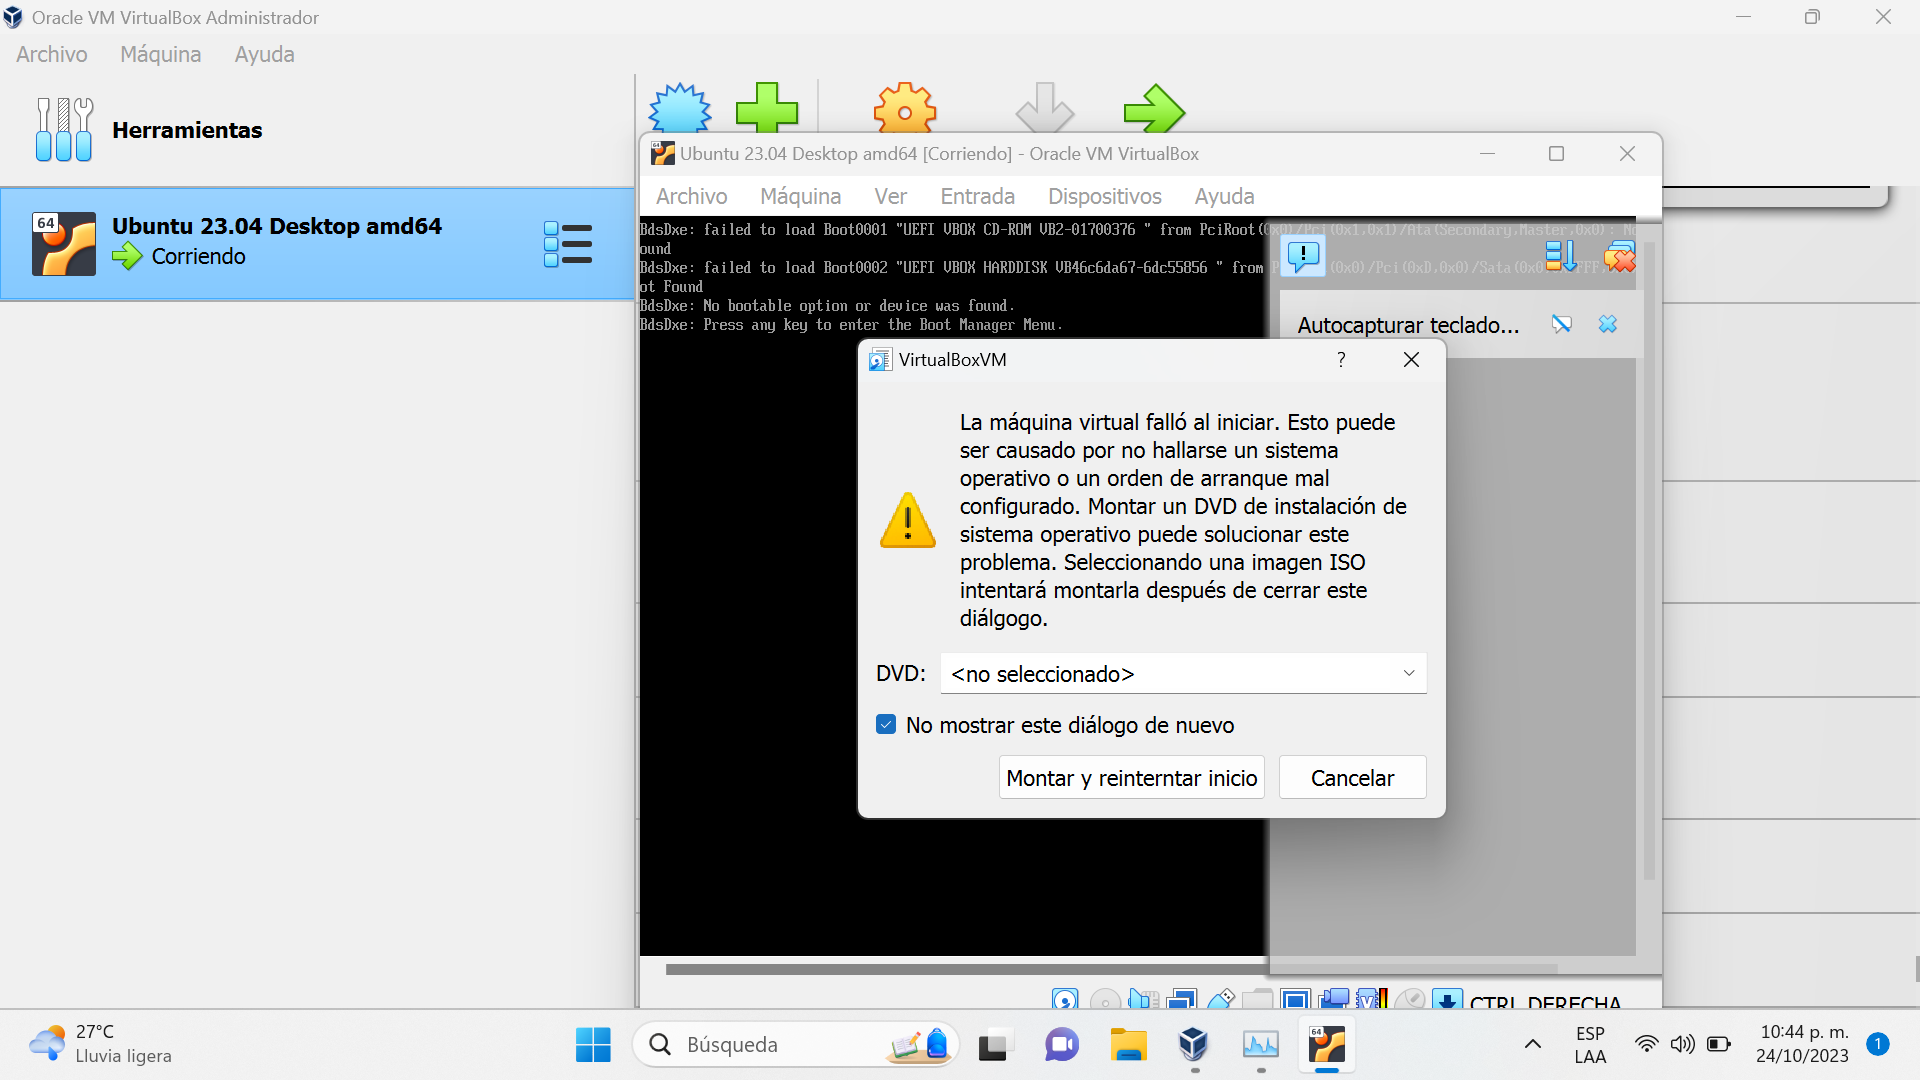 Oracle VM VirtualBox Administrador
Archivo Máquina Ayuda
Herramientas
64
Ubuntu 23.04 Desktop amd64
Corriendo
64
Ubuntu 23.04 Desktop amd64 [Corriendo] - Oracle VM VirtualBox
Archivo Máquina Ver Entrada Dispositivos Ayuda
BdsDxe: failed to load Boot0001 "UEFI VBOX CD-ROM VB2-01700376 " from PciRoot(0x0)/Pci(0x1,0x1)/Ata(Secondary,Master,0x0): No
ound
BdsDxe: failed to load Boot0002 "UEFI VBOX HARDDISK VB46c6da67-6dc55856 " from (0x0)/Pci(0xD,0x0)/Sata(0x0
ot Found
BdsDxe: No bootable option or device was found.
BdsDxe: Press any key to enter the Boot Manager Menu.
Autocapturar teclado...
VirtualBoxVM
?
La máquina virtual falló al iniciar. Esto puede
ser causado por no hallarse un sistema
operativo o un orden de arranque mal
configurado. Montar un DVD de instalación de
sistema operativo puede solucionar este
problema. Seleccionando una imagen ISO
intentará montarla después de cerrar este
diálgogo.
DVD: <no seleccionado>
No mostrar este diálogo de nuevo
Montar y reinterntar inicio
Cancelar
CTRL DERECHA
27°C
Lluvia ligera
Búsqueda
64
ESP
LAA
10:44 p. m.
24/10/2023
1